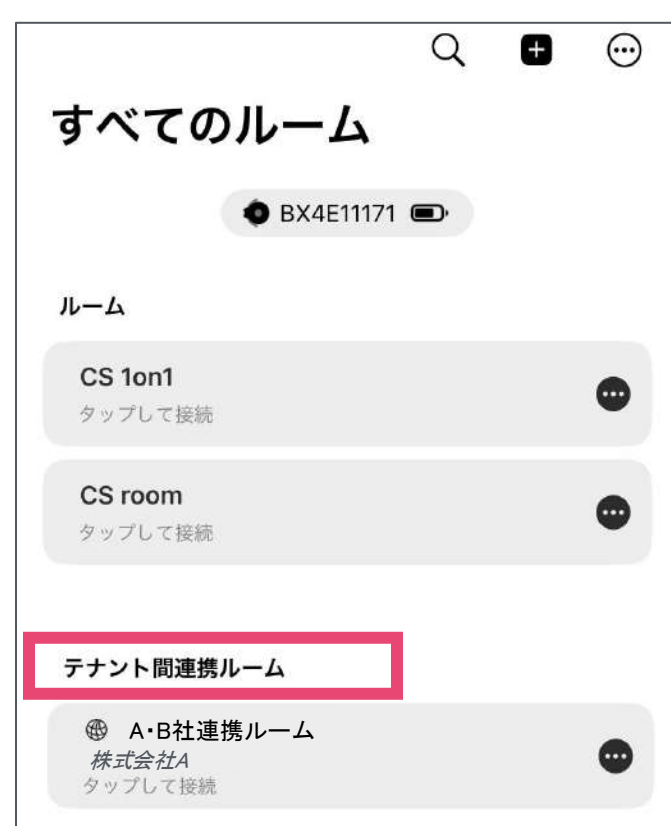 すべてのルーム
BX4E11171
ルーム
CS 1on1
タップして接続
CS room
タップして接続
テナント間連携ルーム
A・B社連携ルーム
株式会社A
タップして接続